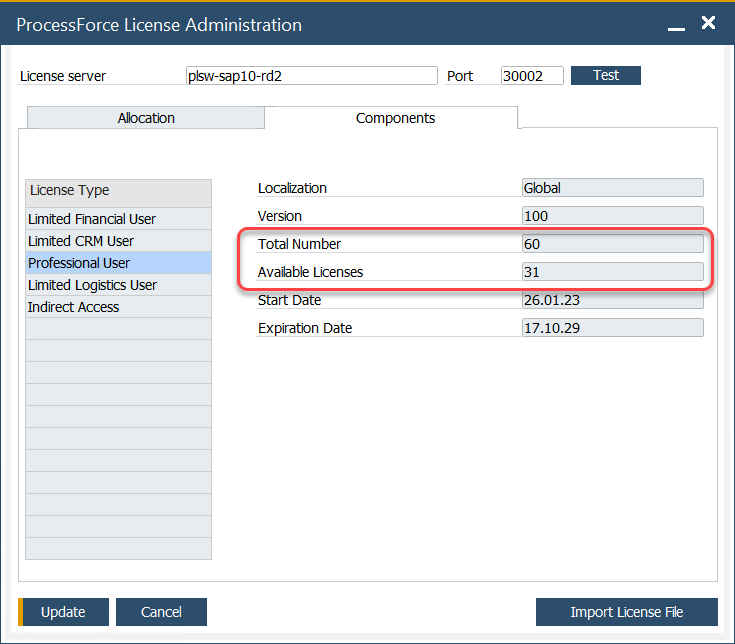 ProcessForce License Administration
License server plsw-sap10-rd2 Port 30002 Test
Allocation Components
License Type
Limited Financial User
Limited CRM User
Professional User
Limited Logistics User
Indirect Access
Localization Global
Version 100
Total Number 60
Available Licenses 31
Start Date 26.01.23
Expiration Date 17.10.29
Update Cancel Import License File